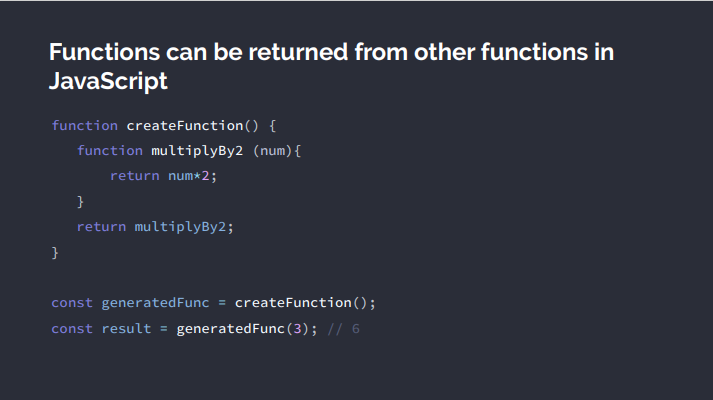 Functions can be returned from other functions in
JavaScript
function createFunction() {
   function multiplyBy2 (num){
       return num*2;
   }
   return multiplyBy2;
}
const generatedFunc = createFunction();
const result = generatedFunc(3); // 6